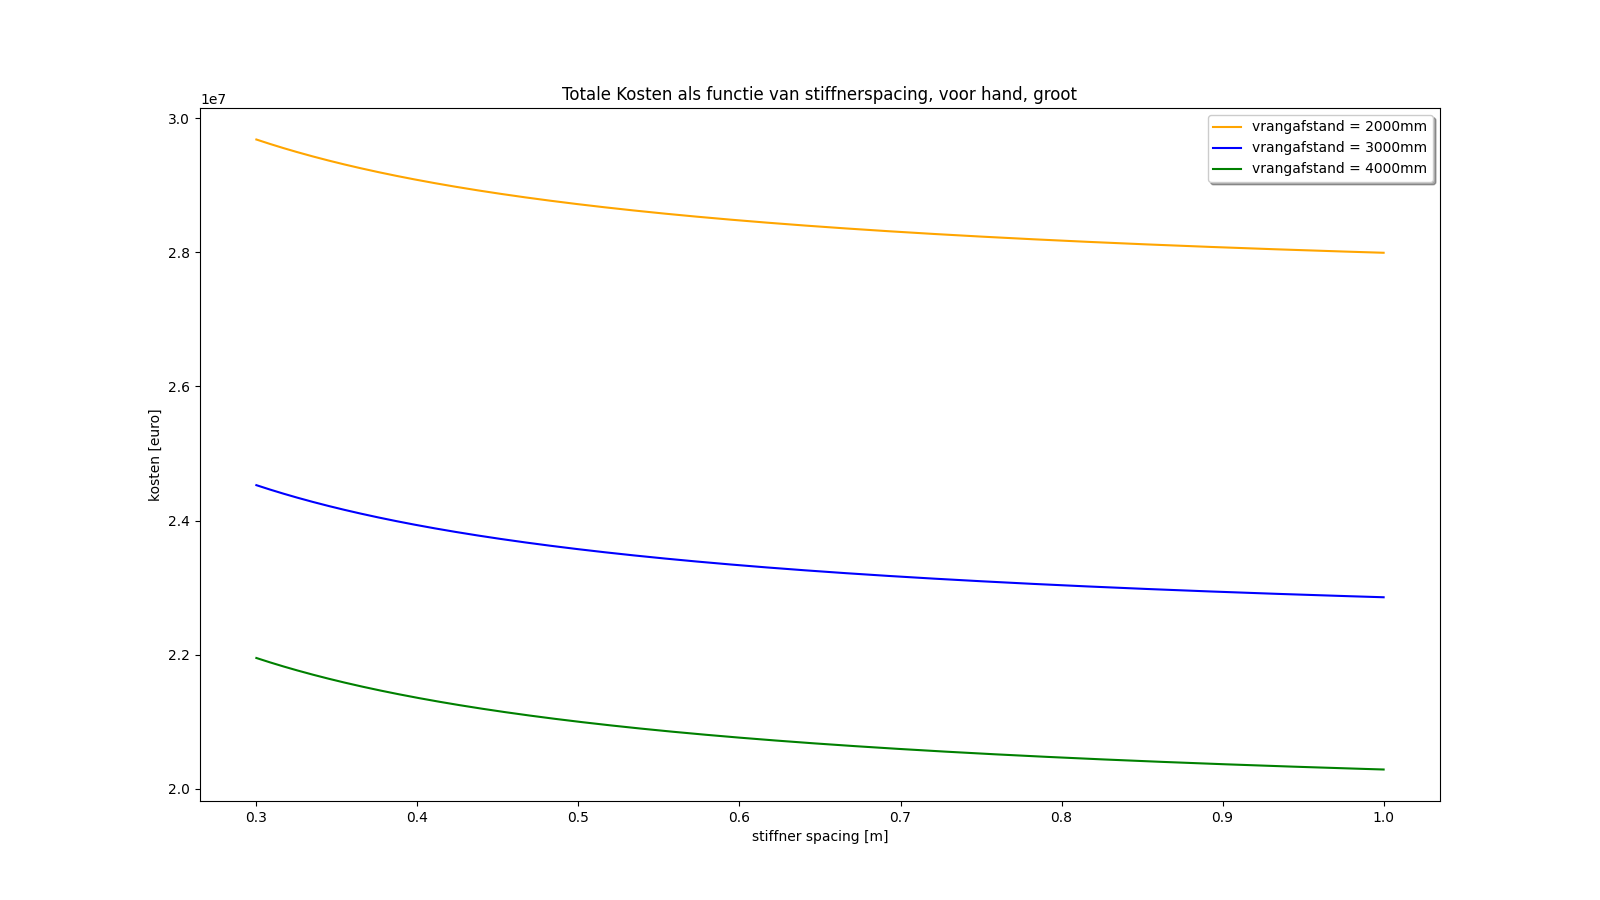 Totale Kosten als functie van stiffnerspacing, voor hand, groot
1e7
3.0
2.8
2.6
2.4
2.2
2.0
kosten [euro]
vrangafstand = 2000mm
vrangafstand = 3000mm
vrangafstand = 4000mm
0.3 0.4 0.5 0.6 0.7 0.8 0.9 1.0
stiffner spacing [m]